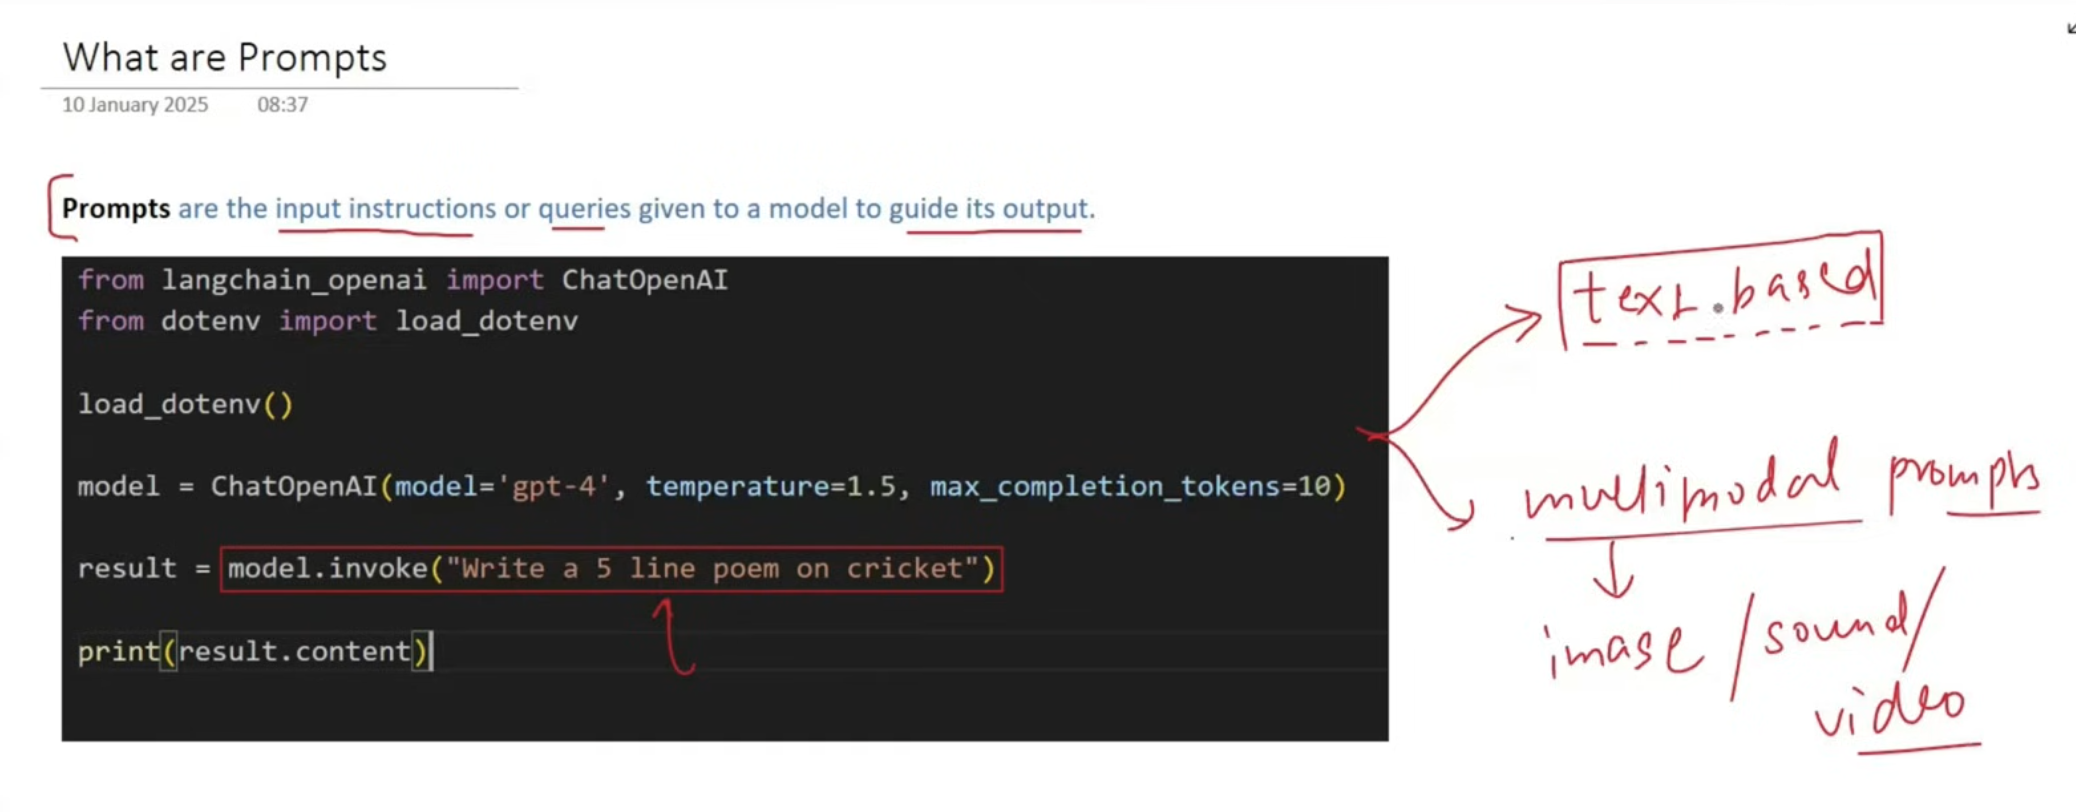 What are Prompts
10 January 2025 08:37
Prompts are the input instructions or queries given to a model to guide its output.
from langchain_openai import ChatOpenAI
from dotenv import load_dotenv
load_dotenv()
model = ChatOpenAI(model='gpt-4', temperature=1.5, max_completion_tokens=10)
result = model.invoke("Write a 5 line poem on cricket")
print(result.content)
text.based
multimodal prompts
image / sound /
video